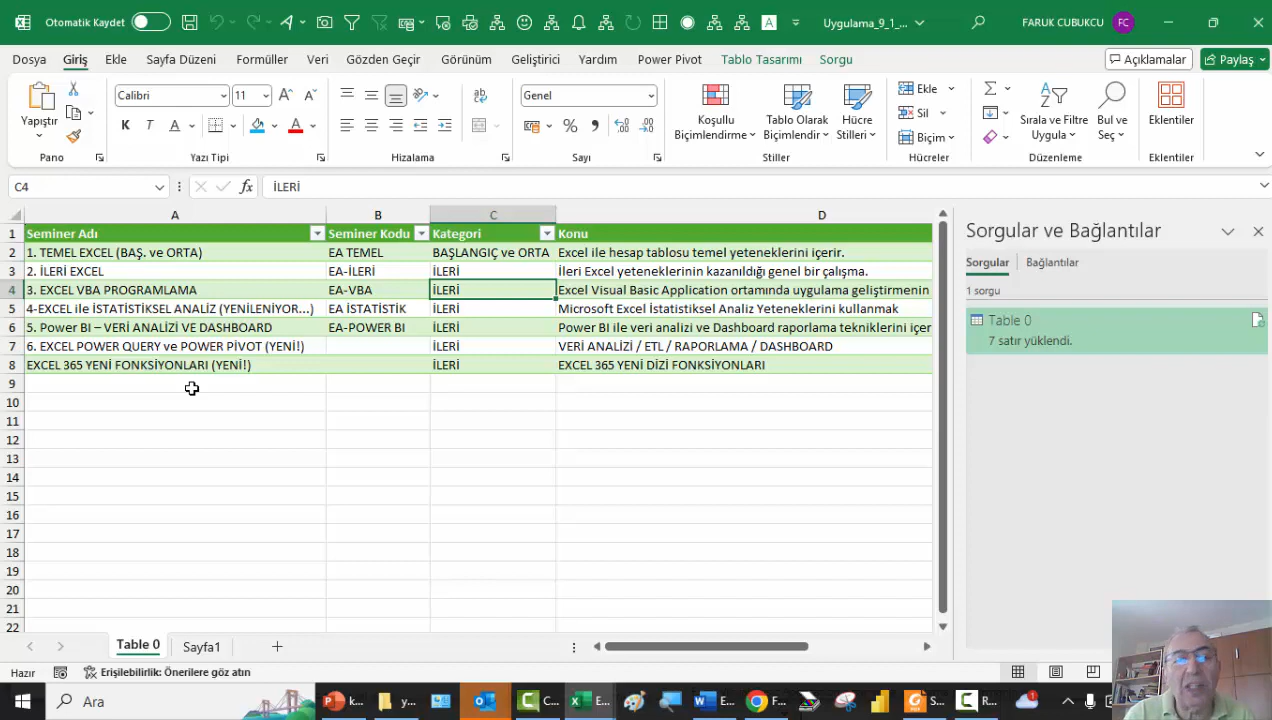 Otomatik Kaydet
Uygulama_9_1_...
FARUK CUBUKCU
FC
Dosya Giriş Ekle Sayfa Düzeni Formüller Veri Gözden Geçir Görünüm Geliştirici Yardım Power Pivot Tablo Tasarımı Sorgu
Açıklamalar
Paylaş
Yapıştır
Calibri
11
K T A
Genel
Koşullu Biçimlendirme
Tablo Olarak Biçimlendir
Hücre Stilleri
Ekle
Sil
Biçim
Sırala ve Filtre Uygula
Bul ve Seç
Eklentiler
Pano Yazı Tipi Hizalama Sayı Stiller Hücreler Düzenleme Eklentiler
C4 fx İLERİ
A B C D
1 Seminer Adı Seminer Kodu Kategori Konu
2 1. TEMEL EXCEL (BAŞ. ve ORTA) EA TEMEL BAŞLANGIÇ ve ORTA Excel ile hesap tablosu temel yeteneklerini içerir.
3 2. İLERİ EXCEL EA-İLERİ İLERİ İleri Excel yeteneklerinin kazanıldığı genel bir çalışma.
4 3. EXCEL VBA PROGRAMLAMA EA-VBA İLERİ Excel Visual Basic Application ortamında uygulama geliştirmenin
5 4-EXCEL ile İSTATİSTİKSEL ANALİZ (YENİLENİYOR...) EA İSTATİSTİK İLERİ Microsoft Excel İstatistiksel Analiz Yeteneklerini kullanmak
6 5. Power BI – VERİ ANALİZİ VE DASHBOARD EA-POWER BI İLERİ Power BI ile veri analizi ve Dashboard raporlama tekniklerini içer
7 6. EXCEL POWER QUERY ve POWER PİVOT (YENİ!) İLERİ VERİ ANALİZİ / ETL / RAPORLAMA / DASHBOARD
8 EXCEL 365 YENİ FONKSİYONLARI (YENİ!) İLERİ EXCEL 365 YENİ DİZİ FONKSİYONLARI
9
10
11
12
13
14
15
16
17
18
19
20
21
22
Sorgular ve Bağlantılar
Sorgular Bağlantılar
1 sorgu
Table 0
7 satır yüklendi.
Table 0 Sayfa1
Hazır Erişilebilirlik: Önerilere göz atın
Ara
k... y... C... E... E... F... S... R...